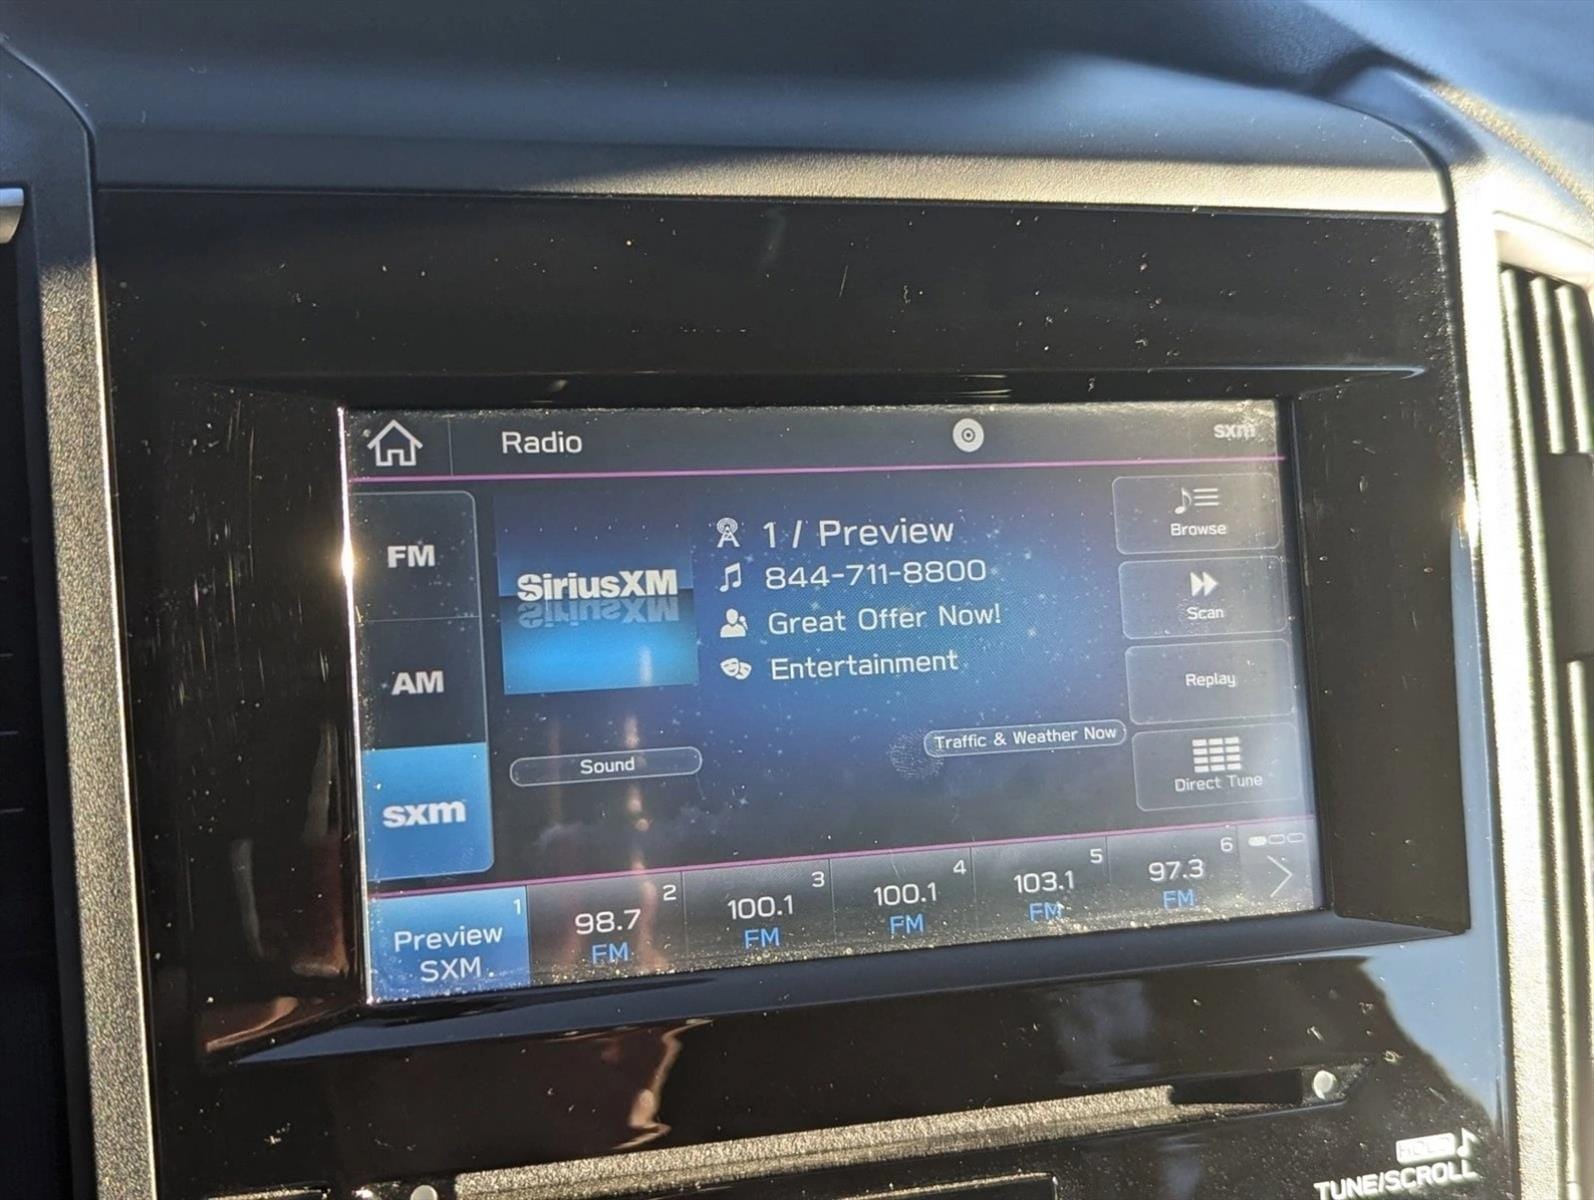 Radio
sxm
FM
AM
sxm
SiriusXM
1 / Preview
844-711-8800
Great Offer Now!
Entertainment
Sound
Traffic & Weather Now
Browse
Scan
Replay
Direct Tune
1
Preview
SXM
2
98.7
FM
3
100.1
FM
4
100.1
FM
5
103.1
FM
6
97.3
FM
HOLD
TUNE/SCROLL